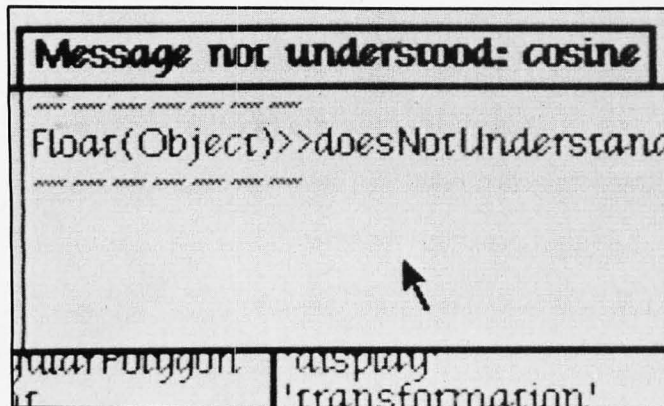 Message not understood: cosine
Float(Object)>>doesNotUnderstand
'display'
'transformation'